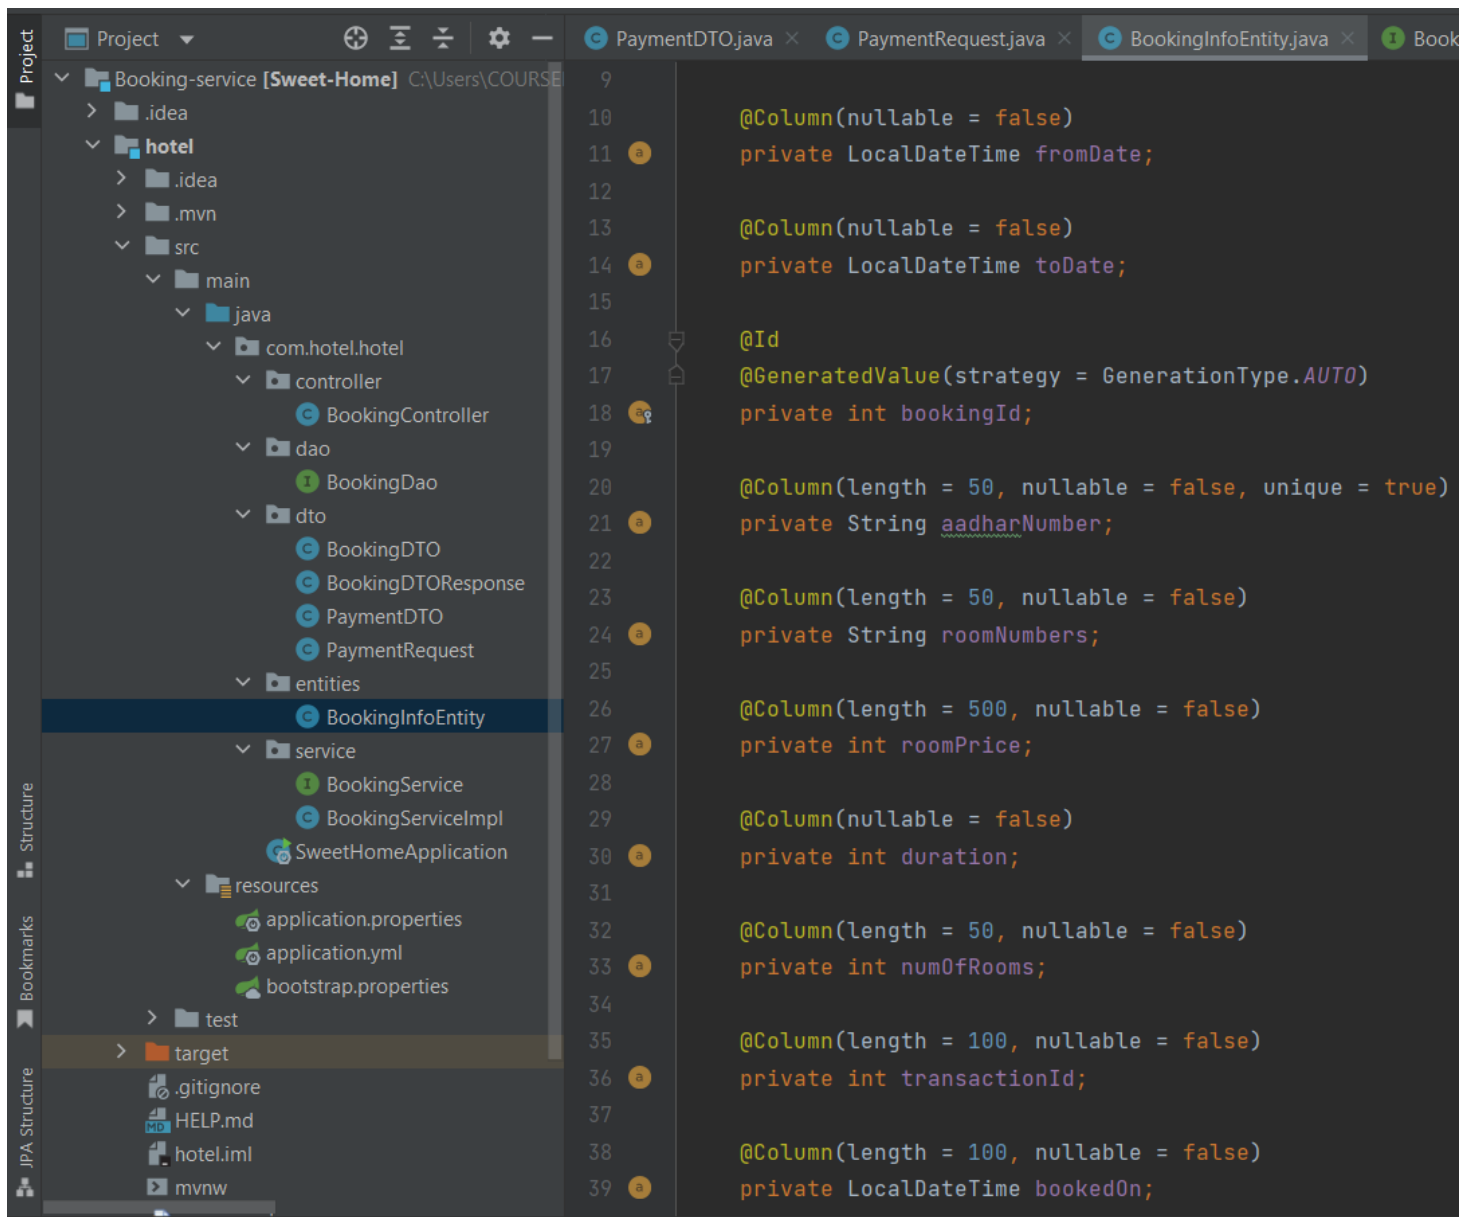 Project
Structure
Bookmarks
JPA Structure
Project
Booking-service [Sweet-Home] C:\Users\COURSE
.idea
hotel
.idea
.mvn
src
main
java
com.hotel.hotel
controller
BookingController
dao
BookingDao
dto
BookingDTO
BookingDTOResponse
PaymentDTO
PaymentRequest
entities
BookingInfoEntity
service
BookingService
BookingServiceImpl
SweetHomeApplication
resources
application.properties
application.yml
bootstrap.properties
test
target
.gitignore
HELP.md
hotel.iml
mvnw
PaymentDTO.java PaymentRequest.java BookingInfoEntity.java Book
9
10 @Column(nullable = false)
11 private LocalDateTime fromDate;
12
13 @Column(nullable = false)
14 private LocalDateTime toDate;
15
16 @Id
17 @GeneratedValue(strategy = GenerationType.AUTO)
18 private int bookingId;
19
20 @Column(length = 50, nullable = false, unique = true)
21 private String aadharNumber;
22
23 @Column(length = 50, nullable = false)
24 private String roomNumbers;
25
26 @Column(length = 500, nullable = false)
27 private int roomPrice;
28
29 @Column(nullable = false)
30 private int duration;
31
32 @Column(length = 50, nullable = false)
33 private int numOfRooms;
34
35 @Column(length = 100, nullable = false)
36 private int transactionId;
37
38 @Column(length = 100, nullable = false)
39 private LocalDateTime bookedOn;